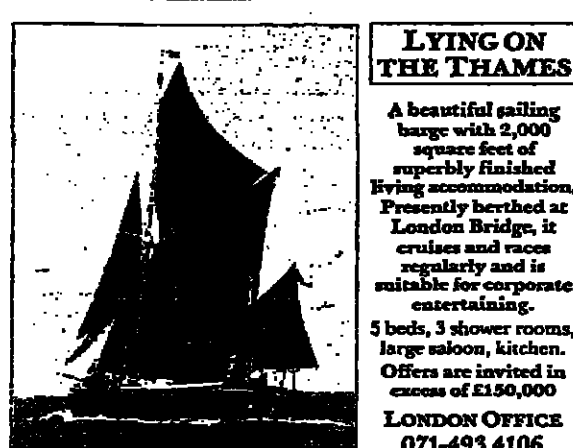 LYING ON
THE THAMES
A beautiful sailing
barge with 2,000
square feet of
superbly finished
living accommodation.
Presently berthed at
London Bridge, it
cruises and races
regularly and is
suitable for corporate
entertaining.
5 beds, 3 shower rooms,
large saloon, kitchen.
Offers are invited in
excess of £150,000
LONDON OFFICE
071-493 4106